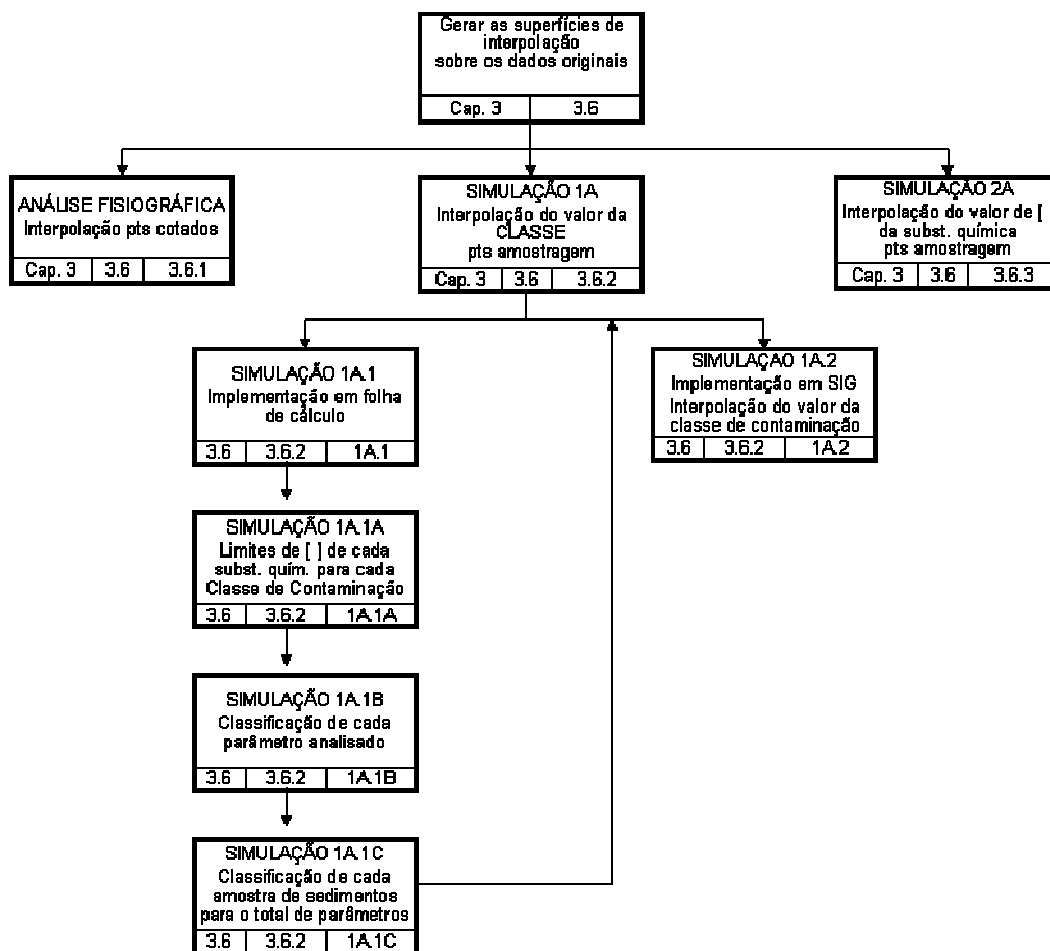 Gerar as superfícies de
interpolação
sobre os dados originais
Cap. 3 3.6
ANÁLISE FISIOGRÁFICA
Interpolação pts cotados
Cap. 3 3.6 3.6.1
SIMULAÇÃO 1A
Interpolação do valor da
CLASSE
pts amostragem
Cap. 3 3.6 3.6.2
SIMULAÇÃO 2A
Interpolação do valor de [
da subst. química
pts amostragem
Cap. 3 3.6 3.6.3
SIMULAÇÃO 1A.1
Implementação em folha
de cálculo
3.6 3.6.2 1A.1
SIMULAÇÃO 1A.2
Implementação em SIG
Interpolação do valor da
classe de contaminação
3.6 3.6.2 1A.2
SIMULAÇÃO 1A.1A
Limites de [ ] de cada
subst. quím. para cada
Classe de Contaminação
3.6 3.6.2 1A.1A
SIMULAÇÃO 1A.1B
Classificação de cada
parâmetro analisado
3.6 3.6.2 1A.1B
SIMULAÇÃO 1A.1C
Classificação de cada
amostra de sedimentos
para o total de parâmetros
3.6 3.6.2 1A.1C